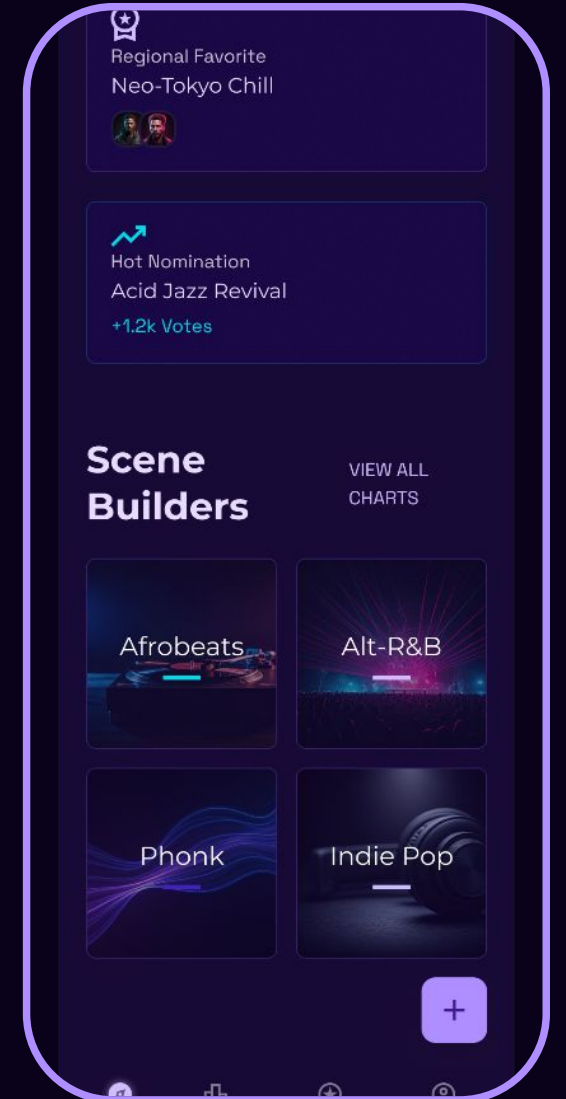 Regional Favorite
Neo-Tokyo Chill
Hot Nomination
Acid Jazz Revival
+1.2k Votes
Scene
Builders
VIEW ALL
CHARTS
Afrobeats
Alt-R&B
Phonk
Indie Pop